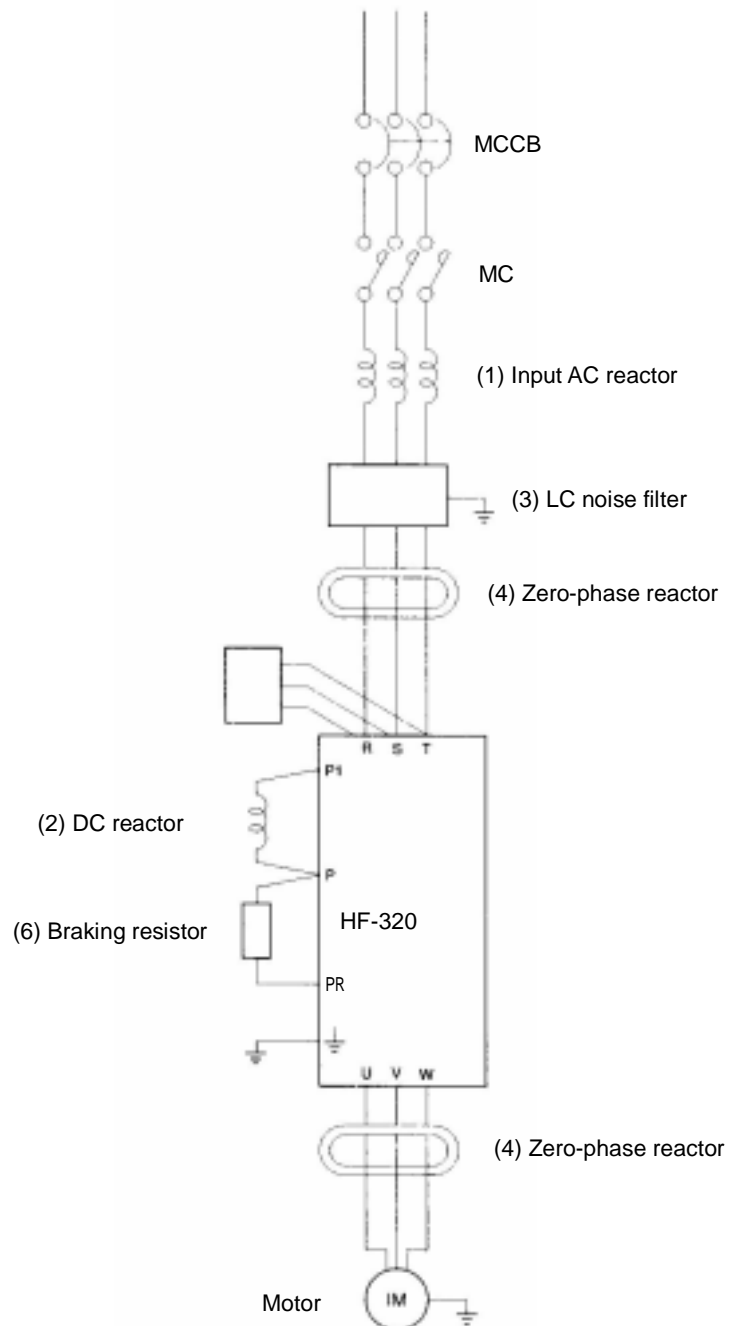 MCCB
MC
(1) Input AC reactor
(3) LC noise filter
(4) Zero-phase reactor
R S T
P1
(2) DC reactor
P
HF-320
(6) Braking resistor
PR
U V W
(4) Zero-phase reactor
Motor
IM